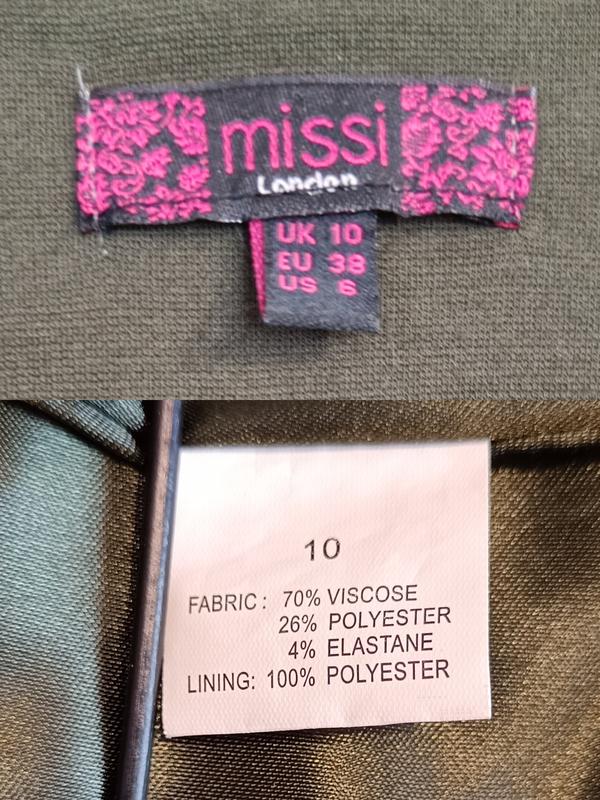 missi
London
UK 10
EU 38
US 6
10
FABRIC: 70% VISCOSE
26% POLYESTER
4% ELASTANE
LINING: 100% POLYESTER